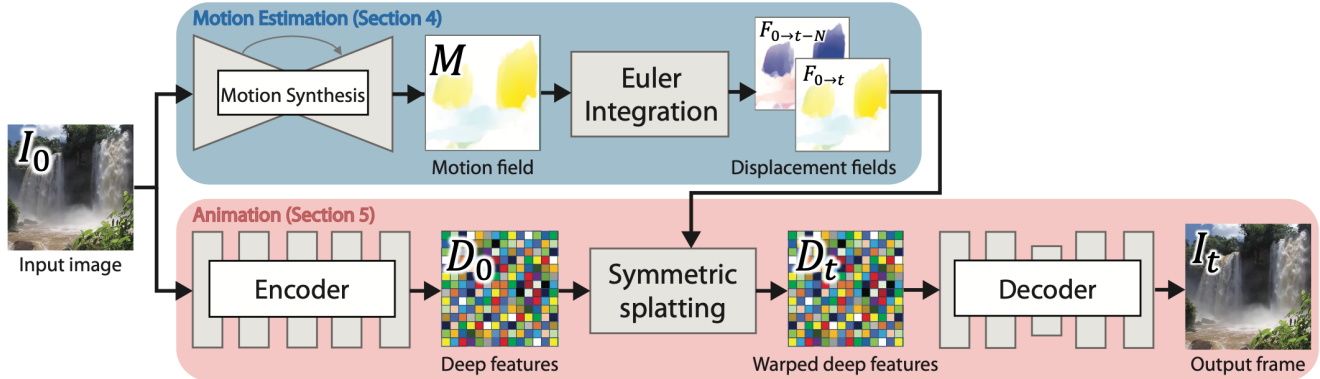 Motion Estimation (Section 4)
Motion Synthesis
M
Motion field
Euler
Integration
F0→t−N
F0→t
Displacement fields
I0
Input image
Animation (Section 5)
Encoder
D0
Deep features
Symmetric
splatting
Dt
Warped deep features
Decoder
It
Output frame